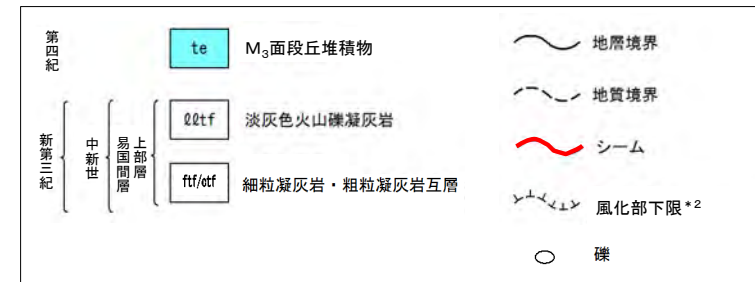 第四紀
te
M3面段丘堆積物
新第三紀
中新世
易国間層
上部層
ℓℓtf
淡灰色火山礫凝灰岩
ftf/ctf
細粒凝灰岩・粗粒凝灰岩互層
地層境界
地質境界
シーム
風化部下限*2
礫